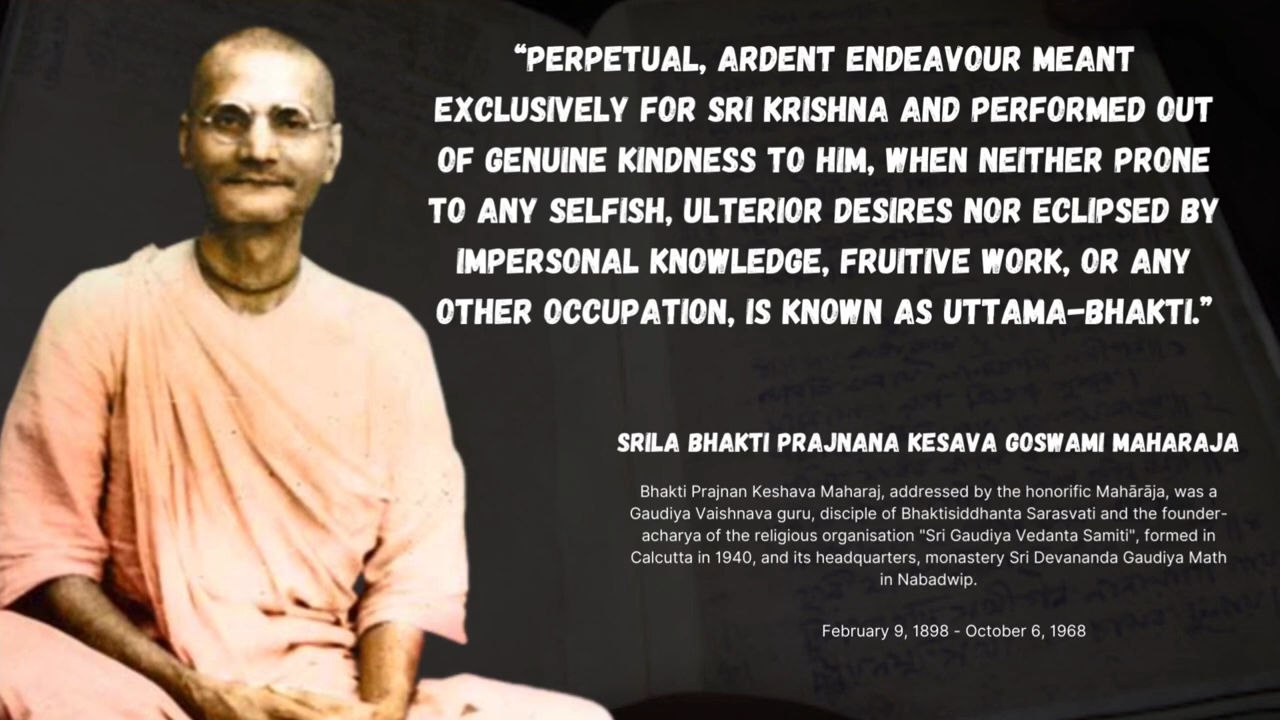 “PERPETUAL, ARDENT ENDEAVOUR MEANT
EXCLUSIVELY FOR SRI KRISHNA AND PERFORMED OUT
OF GENUINE KINDNESS TO HIM, WHEN NEITHER PRONE
TO ANY SELFISH, ULTERIOR DESIRES NOR ECLIPSED BY
IMPERSONAL KNOWLEDGE, FRUITIVE WORK, OR ANY
OTHER OCCUPATION, IS KNOWN AS UTTAMA–BHAKTI.”
SRILA BHAKTI PRAJNANA KESAVA GOSWAMI MAHARAJA
Bhakti Prajnan Keshava Maharaj, addressed by the honorific Mahārāja, was a
Gaudiya Vaishnava guru, disciple of Bhaktisiddhanta Sarasvati and the founder-
acharya of the religious organisation "Sri Gaudiya Vedanta Samiti", formed in
Calcutta in 1940, and its headquarters, monastery Sri Devananda Gaudiya Math
in Nabadwip.
February 9, 1898 - October 6, 1968